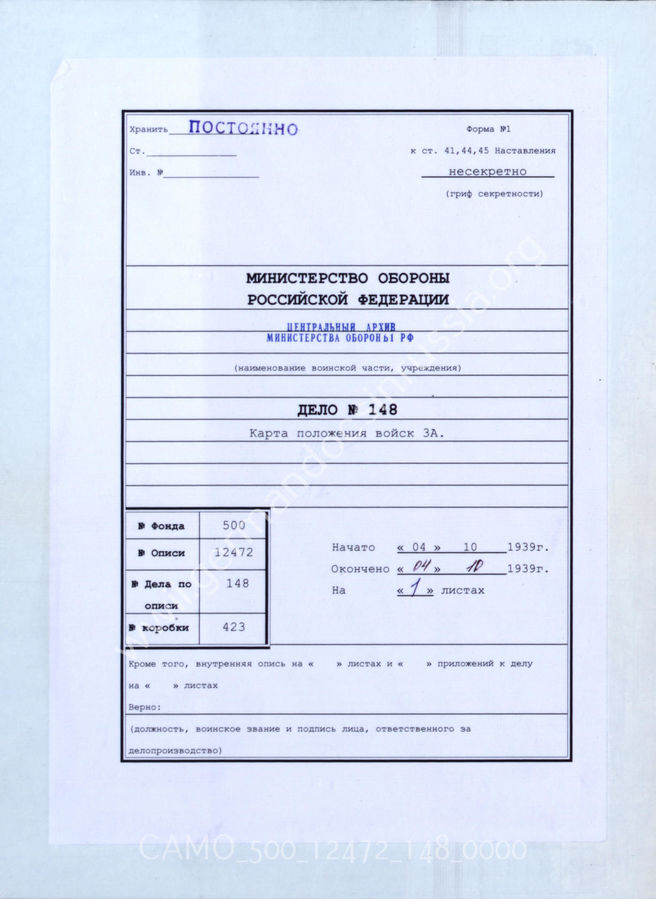 Хранить ПОСТОЯННО
Форма №1
Ст.
к ст. 41,44,45 Наставления
Инв. №
несекретно
(гриф секретности)
МИНИСТЕРСТВО ОБОРОНЫ
РОССИЙСКОЙ ФЕДЕРАЦИИ
ЦЕНТРАЛЬНЫЙ АРХИВ
МИНИСТЕРСТВА ОБОРОНЫ РФ
(наименование воинской части, учреждения)
ДЕЛО № 148
Карта положения войск 3А.
№ Фонда 500
№ Описи 12472
№ Дела по 148
описи
№ коробки 423
Начато « 04 » 10 1939г.
Окончено « 04 » 10 1939г.
На « 1 » листах
Кроме того, внутренняя опись на « » листах и « » приложений к делу
на « » листах
Верно:
(должность, воинское звание и подпись лица, ответственного за
делопроизводство)
www.germandocsinrussia.org
CAMO_500_12472_148_0000